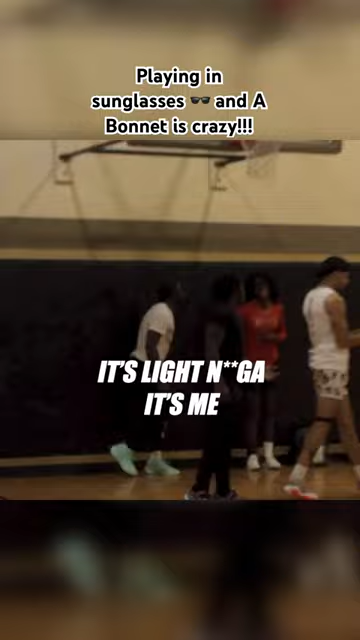 Playing in
sunglasses 🕶️ and A
Bonnet is crazy!!!
IT'S LIGHT N**GA
IT'S ME